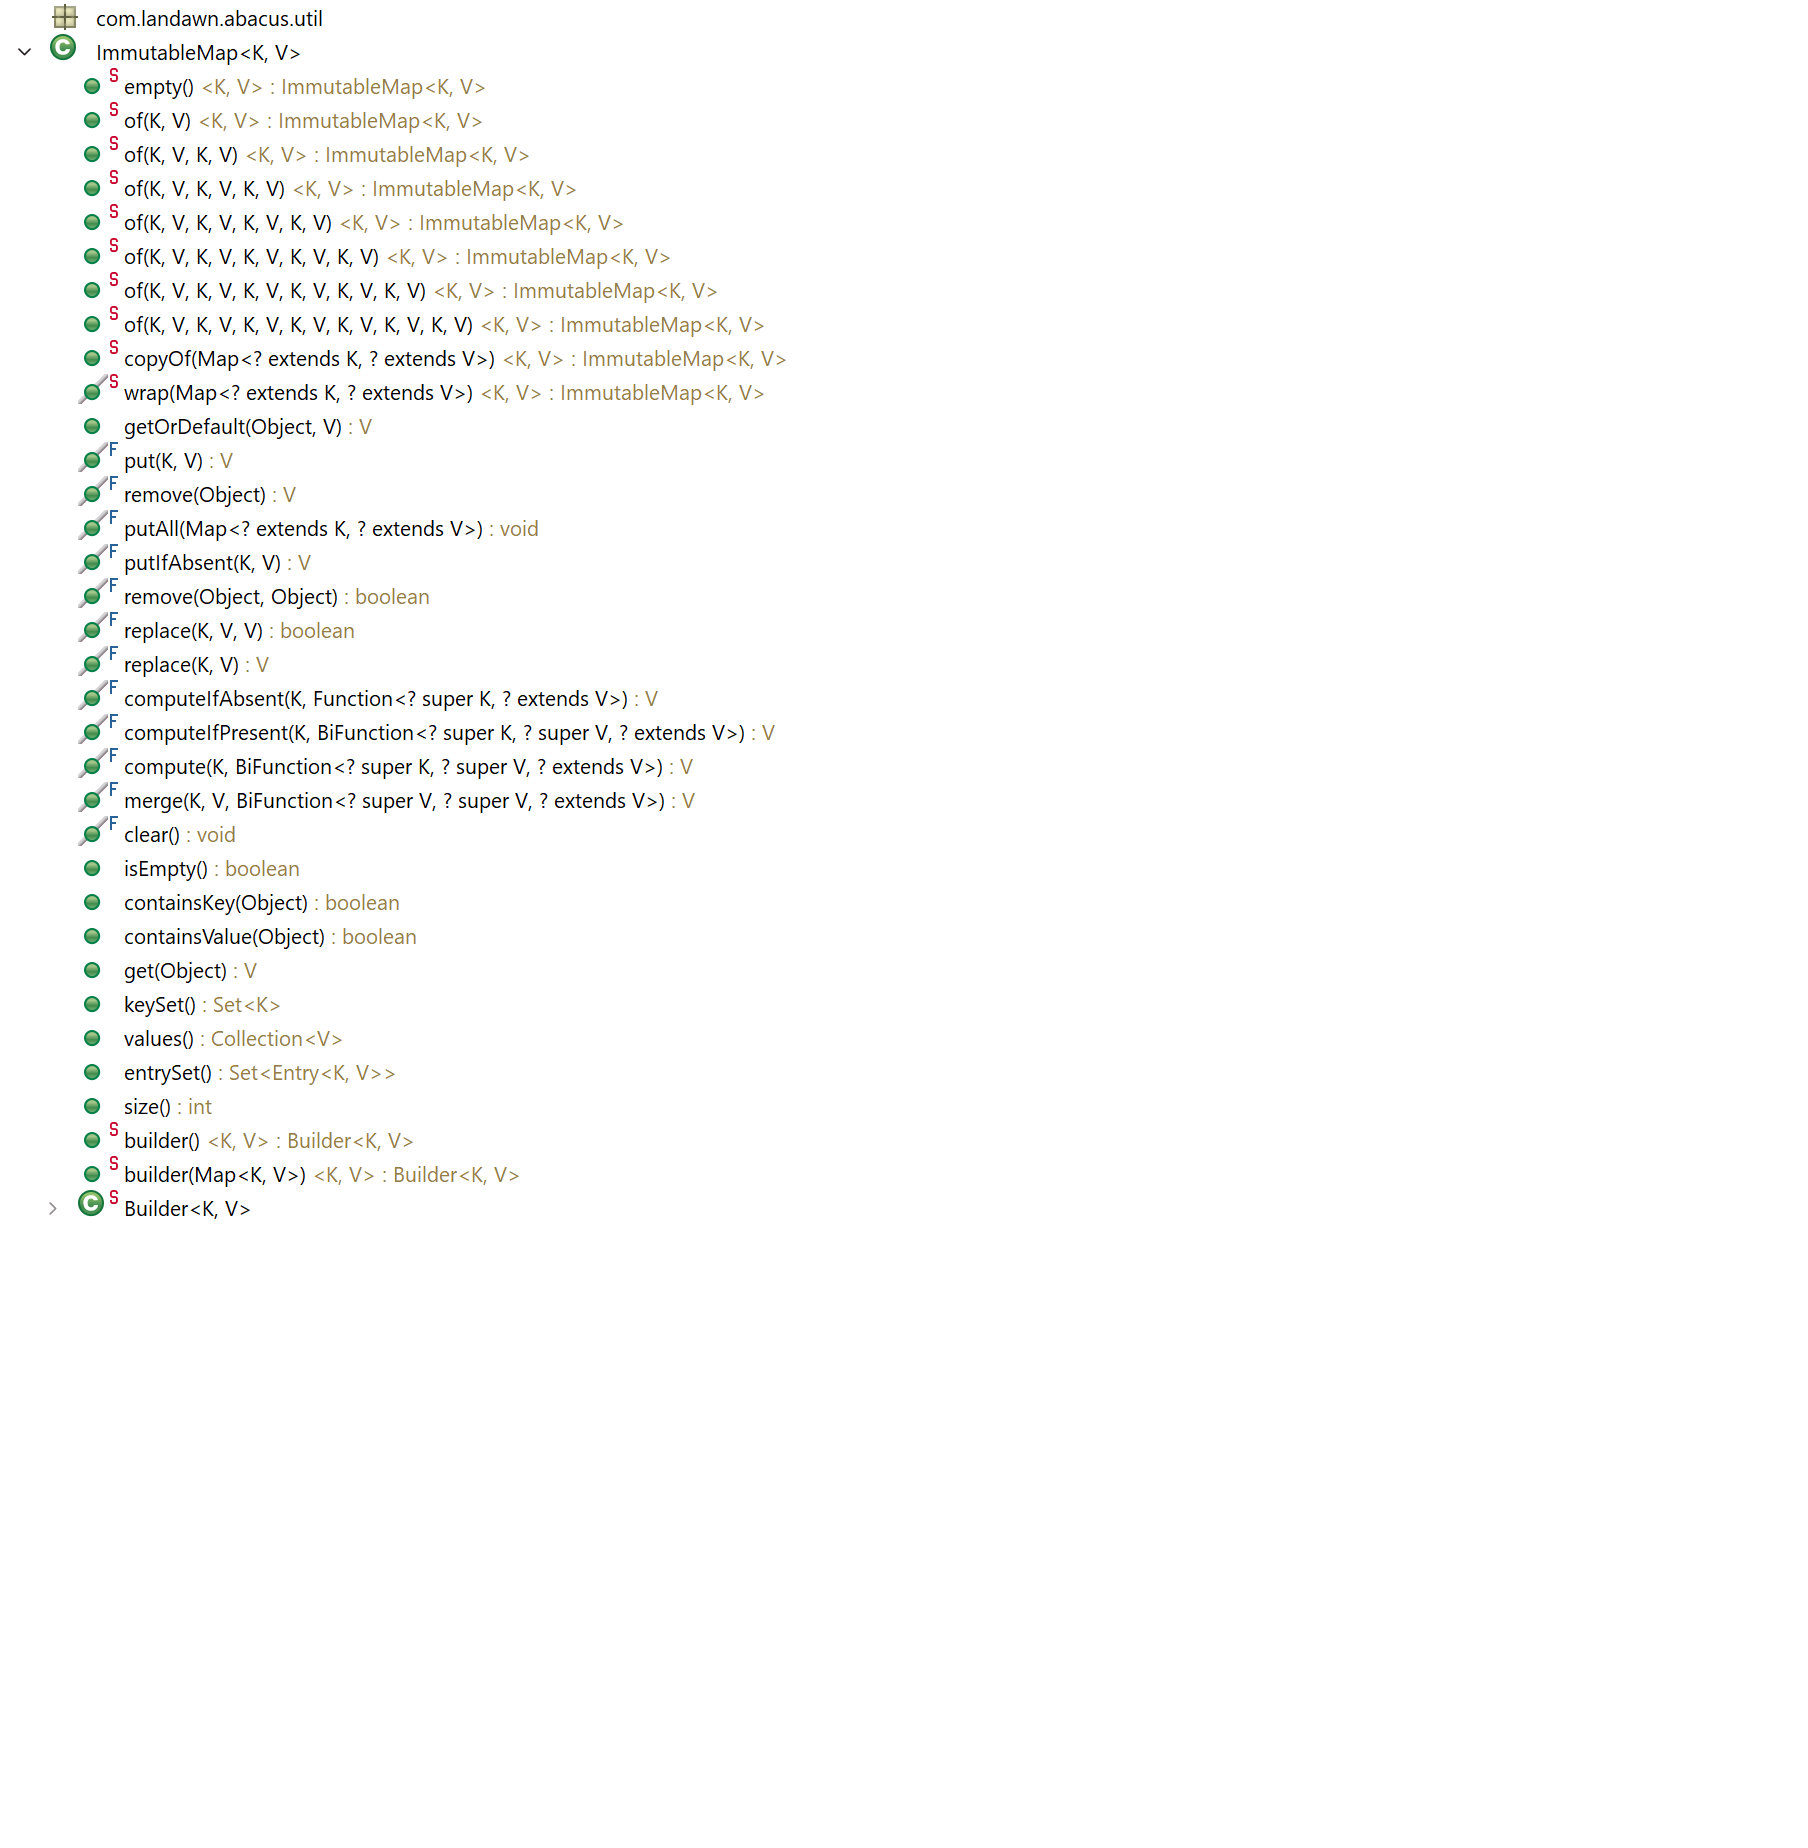 com.landawn.abacus.util
ImmutableMap<K, V>
empty() <K, V> : ImmutableMap<K, V>
of(K, V) <K, V> : ImmutableMap<K, V>
of(K, V, K, V) <K, V> : ImmutableMap<K, V>
of(K, V, K, V, K, V) <K, V> : ImmutableMap<K, V>
of(K, V, K, V, K, V, K, V) <K, V> : ImmutableMap<K, V>
of(K, V, K, V, K, V, K, V, K, V) <K, V> : ImmutableMap<K, V>
of(K, V, K, V, K, V, K, V, K, V, K, V) <K, V> : ImmutableMap<K, V>
of(K, V, K, V, K, V, K, V, K, V, K, V, K, V) <K, V> : ImmutableMap<K, V>
copyOf(Map<? extends K, ? extends V>) <K, V> : ImmutableMap<K, V>
wrap(Map<? extends K, ? extends V>) <K, V> : ImmutableMap<K, V>
getOrDefault(Object, V) : V
put(K, V) : V
remove(Object) : V
putAll(Map<? extends K, ? extends V>) : void
putIfAbsent(K, V) : V
remove(Object, Object) : boolean
replace(K, V, V) : boolean
replace(K, V) : V
computeIfAbsent(K, Function<? super K, ? extends V>) : V
computeIfPresent(K, BiFunction<? super K, ? super V, ? extends V>) : V
compute(K, BiFunction<? super K, ? super V, ? extends V>) : V
merge(K, V, BiFunction<? super V, ? super V, ? extends V>) : V
clear() : void
isEmpty() : boolean
containsKey(Object) : boolean
containsValue(Object) : boolean
get(Object) : V
keySet() : Set<K>
values() : Collection<V>
entrySet() : Set<Entry<K, V>>
size() : int
builder() <K, V> : Builder<K, V>
builder(Map<K, V>) <K, V> : Builder<K, V>
Builder<K, V>